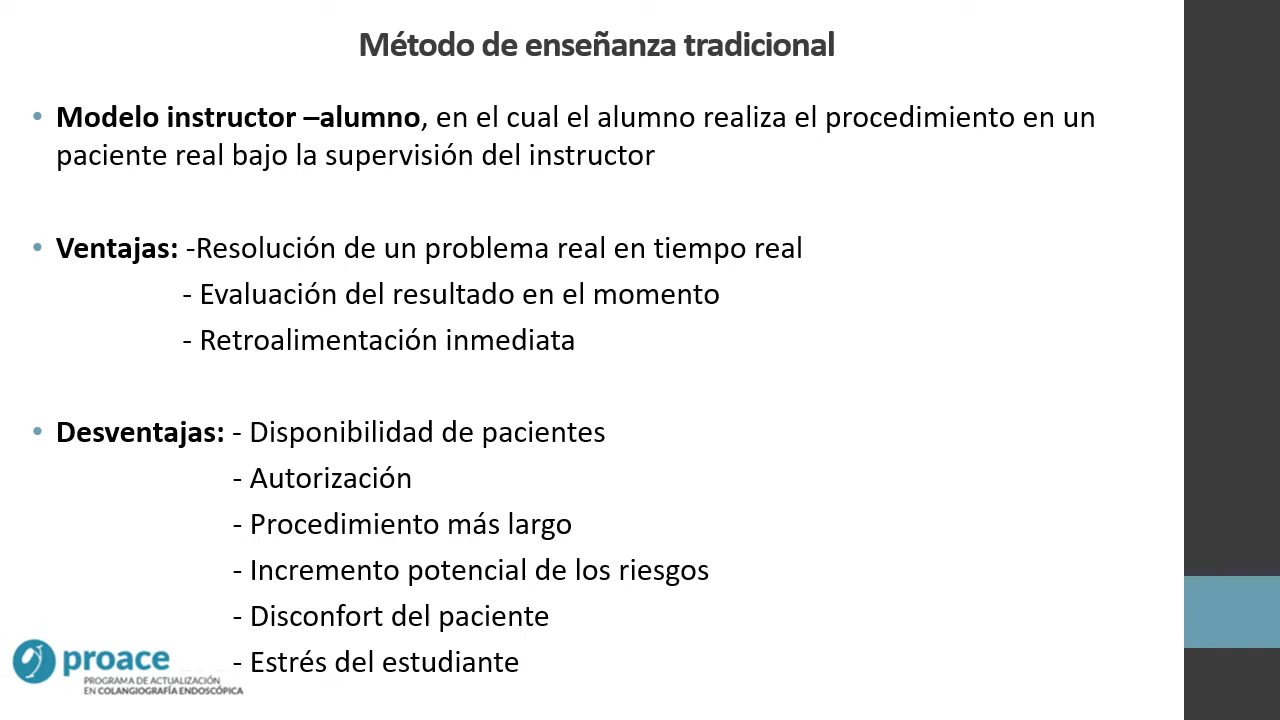 Método de enseñanza tradicional
• Modelo instructor –alumno, en el cual el alumno realiza el procedimiento en un
paciente real bajo la supervisión del instructor
• Ventajas: -Resolución de un problema real en tiempo real
- Evaluación del resultado en el momento
- Retroalimentación inmediata
• Desventajas: - Disponibilidad de pacientes
- Autorización
- Procedimiento más largo
- Incremento potencial de los riesgos
- Disconfort del paciente
- Estrés del estudiante
proace
PROGRAMA DE ACTUALIZACIÓN
EN COLANGIOGRAFÍA ENDOSCÓPICA